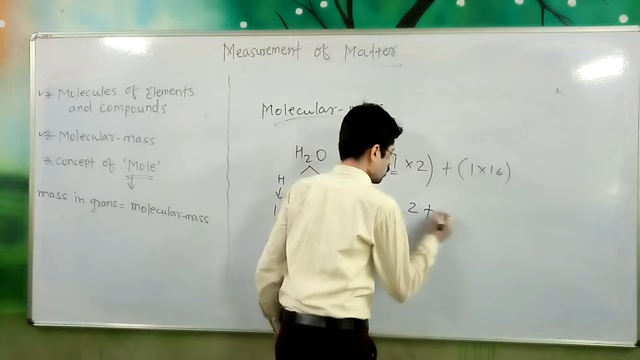 Measurement of Matter
✓* Molecules of Elements
and compounds
✓* Molecular-mass
* concept of 'Mole'
mass in grams = molecular-mass
Molecular-
H₂O
H
(1 × 2) + (1 × 16)
2 +